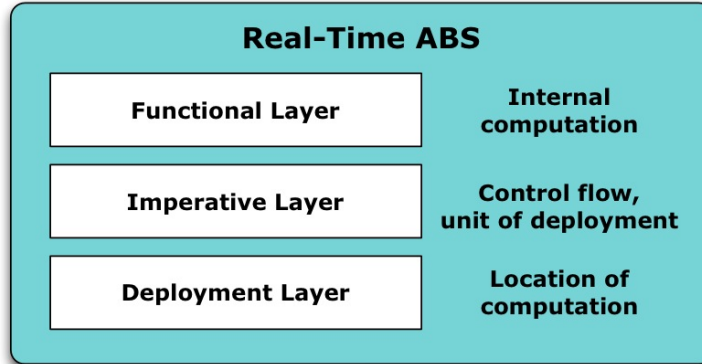 Real-Time ABS
Functional Layer
Internal
computation
Imperative Layer
Control flow,
unit of deployment
Deployment Layer
Location of
computation